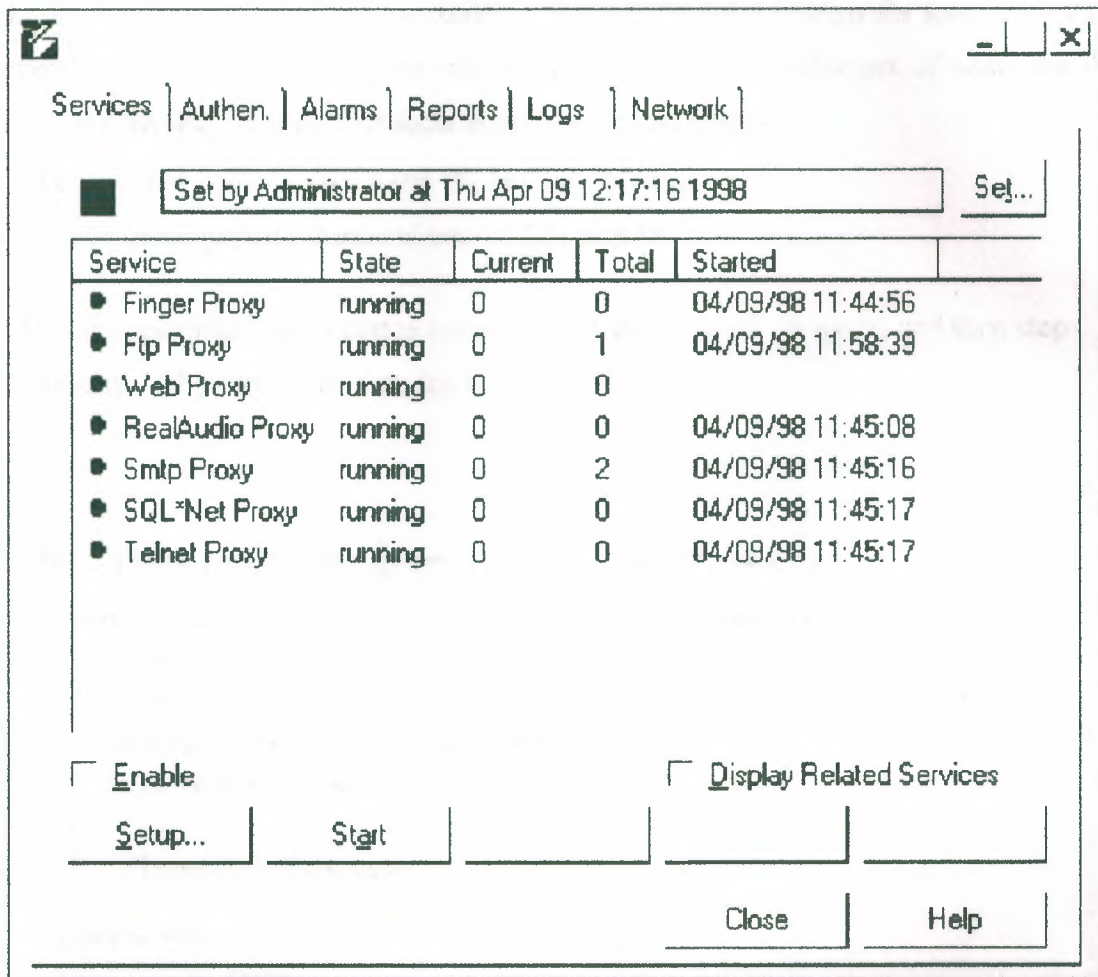 Services Authen. Alarms Reports Logs Network
Set by Administrator at Thu Apr 09 12:17:16 1998 Set...
Service State Current Total Started
Finger Proxy running 0 0 04/09/98 11:44:56
Ftp Proxy running 0 1 04/09/98 11:58:39
Web Proxy running 0 0
RealAudio Proxy running 0 0 04/09/98 11:45:08
Smtp Proxy running 0 2 04/09/98 11:45:16
SQL*Net Proxy running 0 0 04/09/98 11:45:17
Telnet Proxy running 0 0 04/09/98 11:45:17
Enable Display Related Services
Setup... Start
Close Help